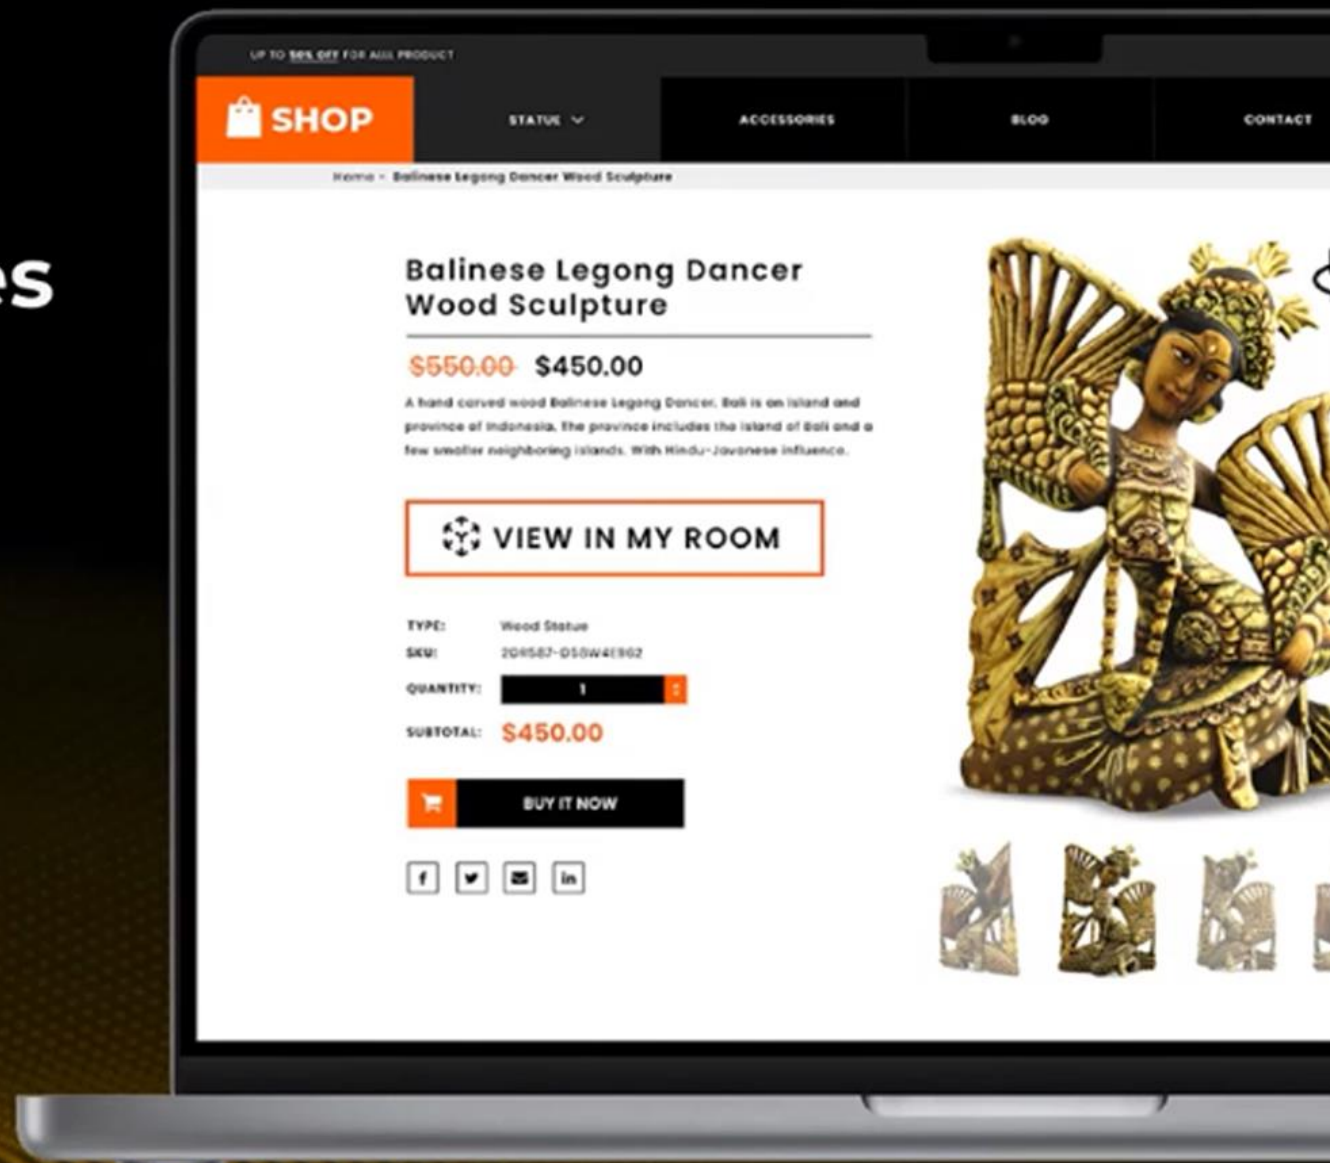 es
UP TO 50% OFF FOR ALLL PRODUCT
SHOP
STATUE
ACCESSORIES
BLOG
CONTACT
Home - Balinese Legong Dancer Wood Sculpture
Balinese Legong Dancer
Wood Sculpture
$550.00 $450.00
A hand carved wood Balinese Legong Dancer. Bali is an island and
province of Indonesia. The province includes the island of Bali and a
few smaller neighboring islands. With Hindu-Javanese influence.
VIEW IN MY ROOM
TYPE: Wood Statue
SKU:
QUANTITY: 1
SUBTOTAL: $450.00
BUY IT NOW